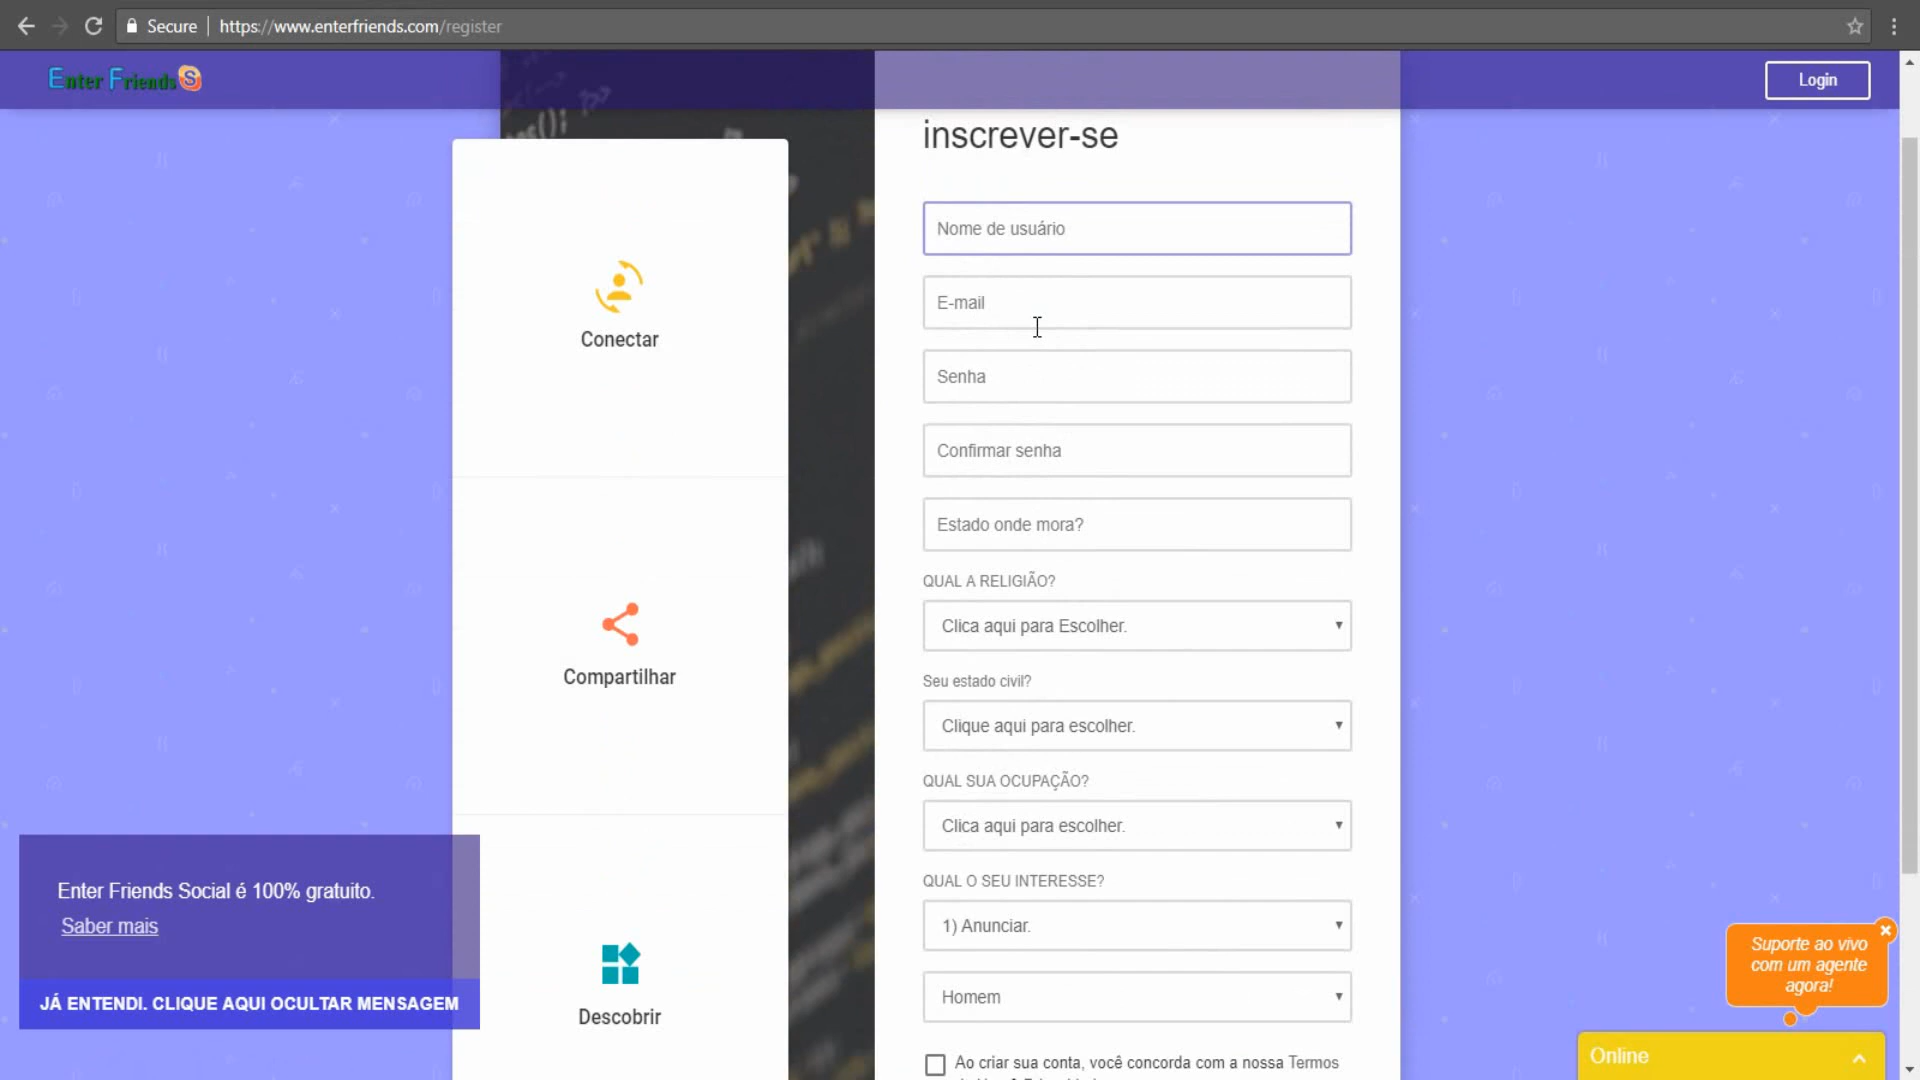 Secure
https://www.enterfriends.com/register
Enter Friends S
Login
inscrever-se
Nome de usuário
E-mail
Senha
Confirmar senha
Estado onde mora?
QUAL A RELIGIÃO?
Clica aqui para Escolher.
Seu estado civil?
Clique aqui para escolher.
QUAL SUA OCUPAÇÃO?
Clica aqui para escolher.
QUAL O SEU INTERESSE?
1) Anunciar.
Homem
Ao criar sua conta, você concorda com a nossa Termos
Conectar
Compartilhar
Descobrir
Enter Friends Social é 100% gratuito.
Saber mais
JÁ ENTENDI. CLIQUE AQUI OCULTAR MENSAGEM
Suporte ao vivo
com um agente
agora!
Online